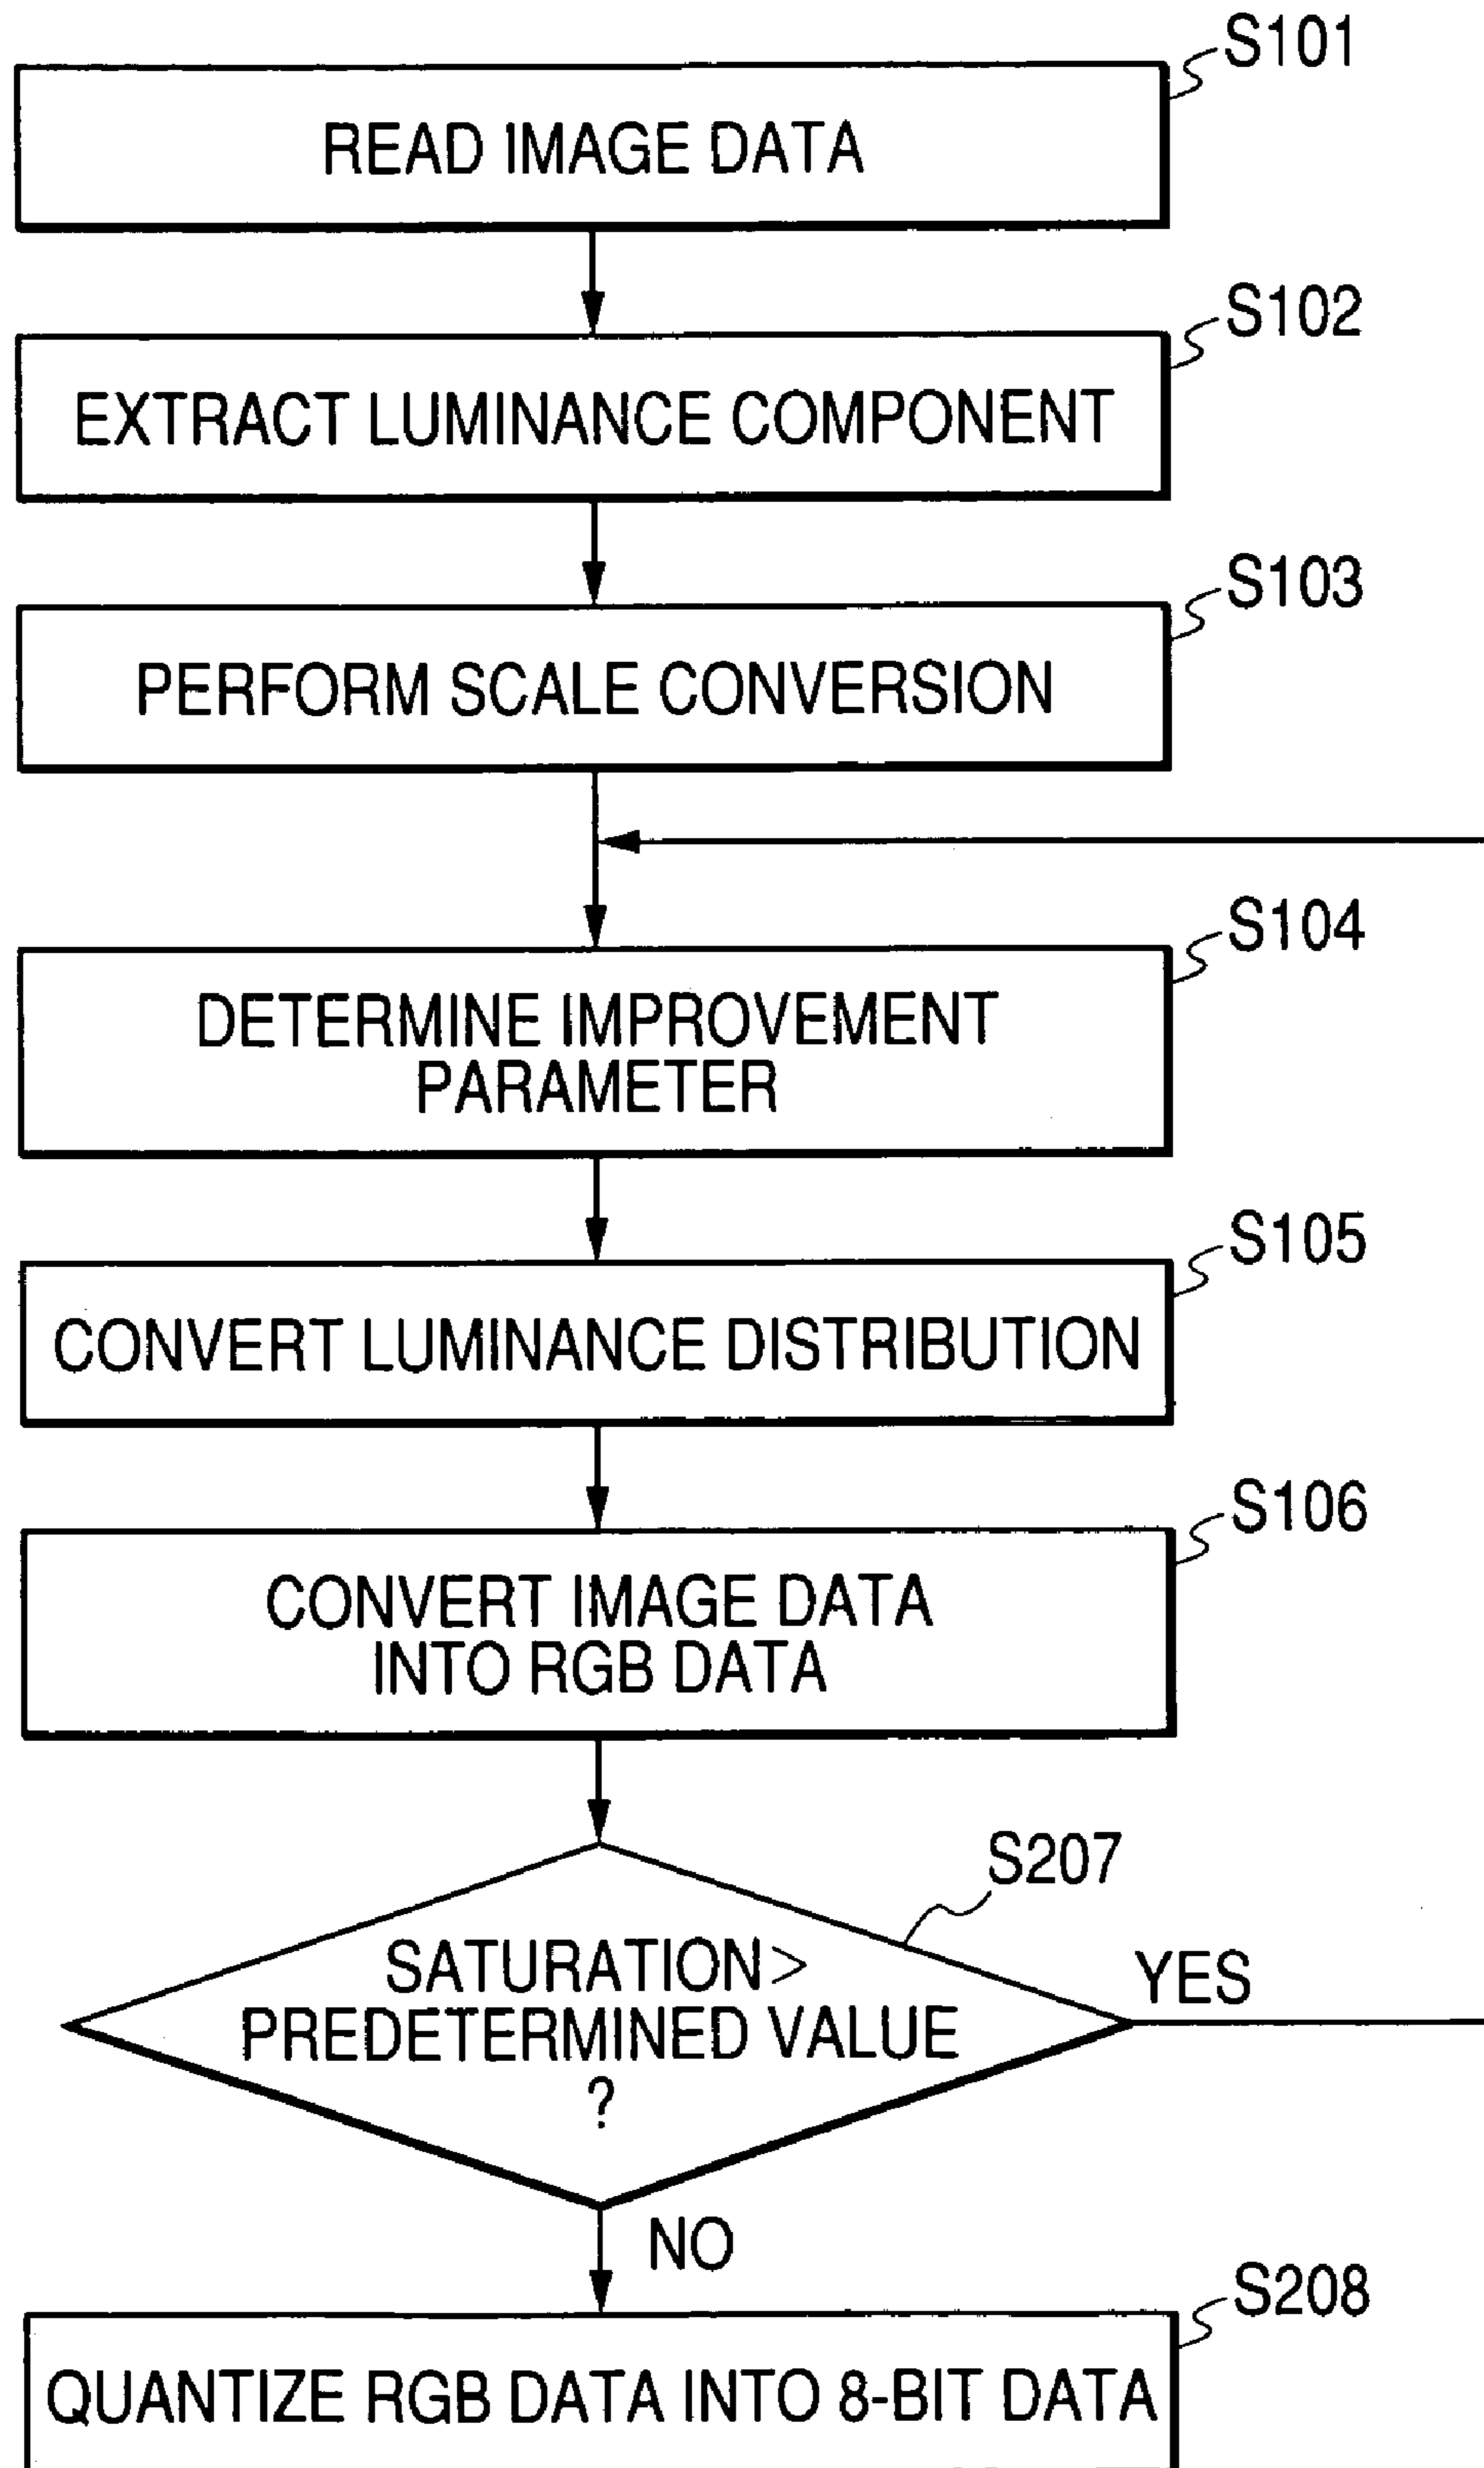 S101
READ IMAGE DATA
S102
EXTRACT LUMINANCE COMPONENT
S103
PERFORM SCALE CONVERSION
S104
DETERMINE IMPROVEMENT
PARAMETER
S105
CONVERT LUMINANCE DISTRIBUTION
S106
CONVERT IMAGE DATA
INTO RGB DATA
S207
SATURATION >
PREDETERMINED VALUE
?
YES
NO
S208
QUANTIZE RGB DATA INTO 8-BIT DATA